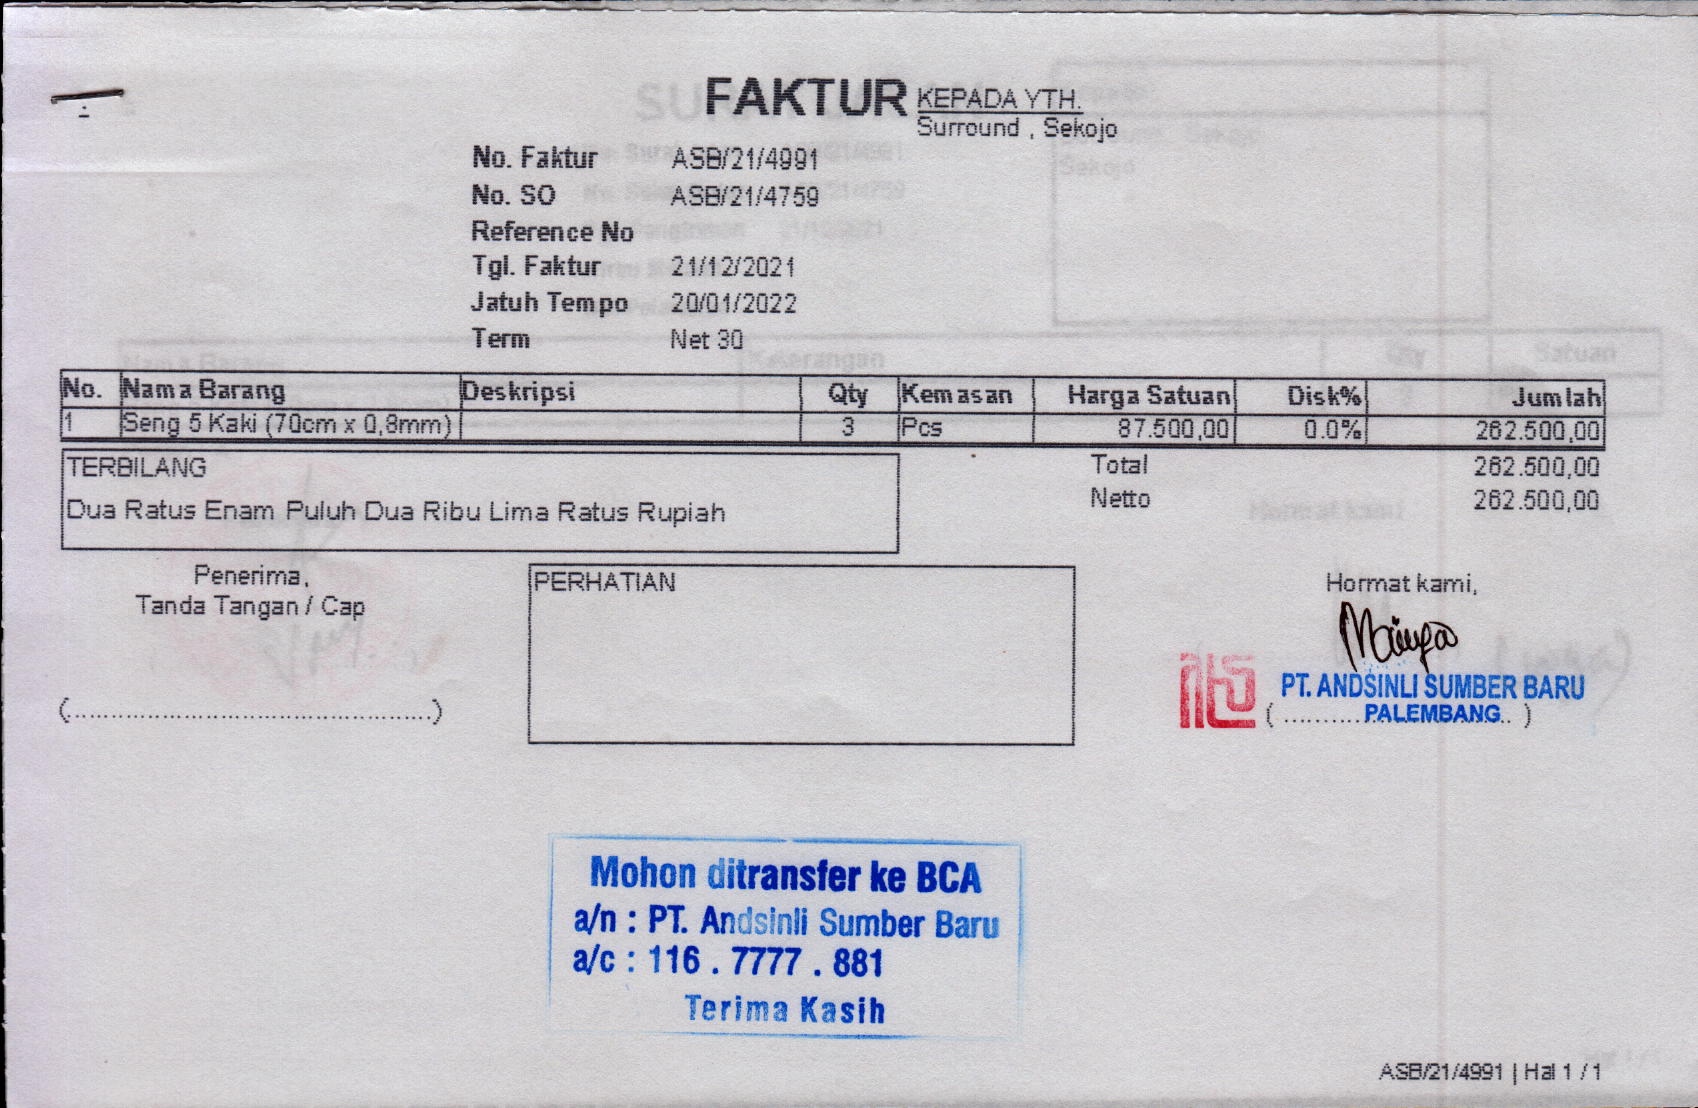 FAKTUR
KEPADA YTH.
Surround , Sekojo
No. Faktur ASB/21/4991
No. SO ASB/21/4759
Reference No
Tgl. Faktur 21/12/2021
Jatuh Tempo 20/01/2022
Term Net 30
No. Nama Barang Deskripsi Qty Kemasan Harga Satuan Disk% Jumlah
1 Seng 5 Kaki (70cm x 0,8mm) 3 Pcs 87.500,00 0.0% 262.500,00
TERBILANG
Dua Ratus Enam Puluh Dua Ribu Lima Ratus Rupiah
Total 262.500,00
Netto 262.500,00
Penerima,
Tanda Tangan / Cap
(................................................)
PERHATIAN
Hormat kami,
PT. ANDSINLI SUMBER BARU
( ...........PALEMBANG.. )
Mohon ditransfer ke BCA
a/n : PT. Andsinli Sumber Baru
a/c : 116 . 7777 . 881
Terima Kasih
ASB/21/4991 | Hal 1 / 1